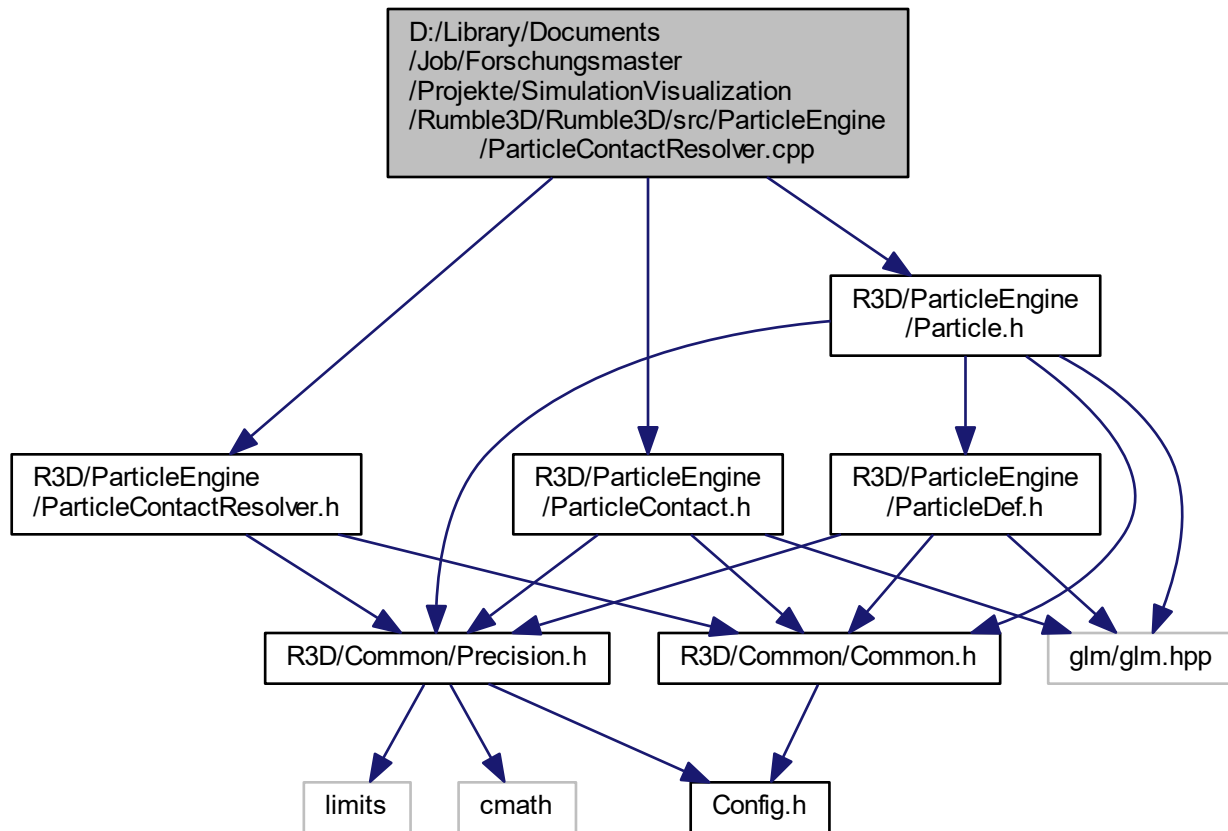 D:/Library/Documents
/Job/Forschungsmaster
/Projekte/SimulationVisualization
/Rumble3D/Rumble3D/src/ParticleEngine
/ParticleContactResolver.cpp
R3D/ParticleEngine
/Particle.h
R3D/ParticleEngine
/ParticleContactResolver.h
R3D/ParticleEngine
/ParticleContact.h
R3D/ParticleEngine
/ParticleDef.h
R3D/Common/Precision.h
R3D/Common/Common.h
glm/glm.hpp
limits
cmath
Config.h